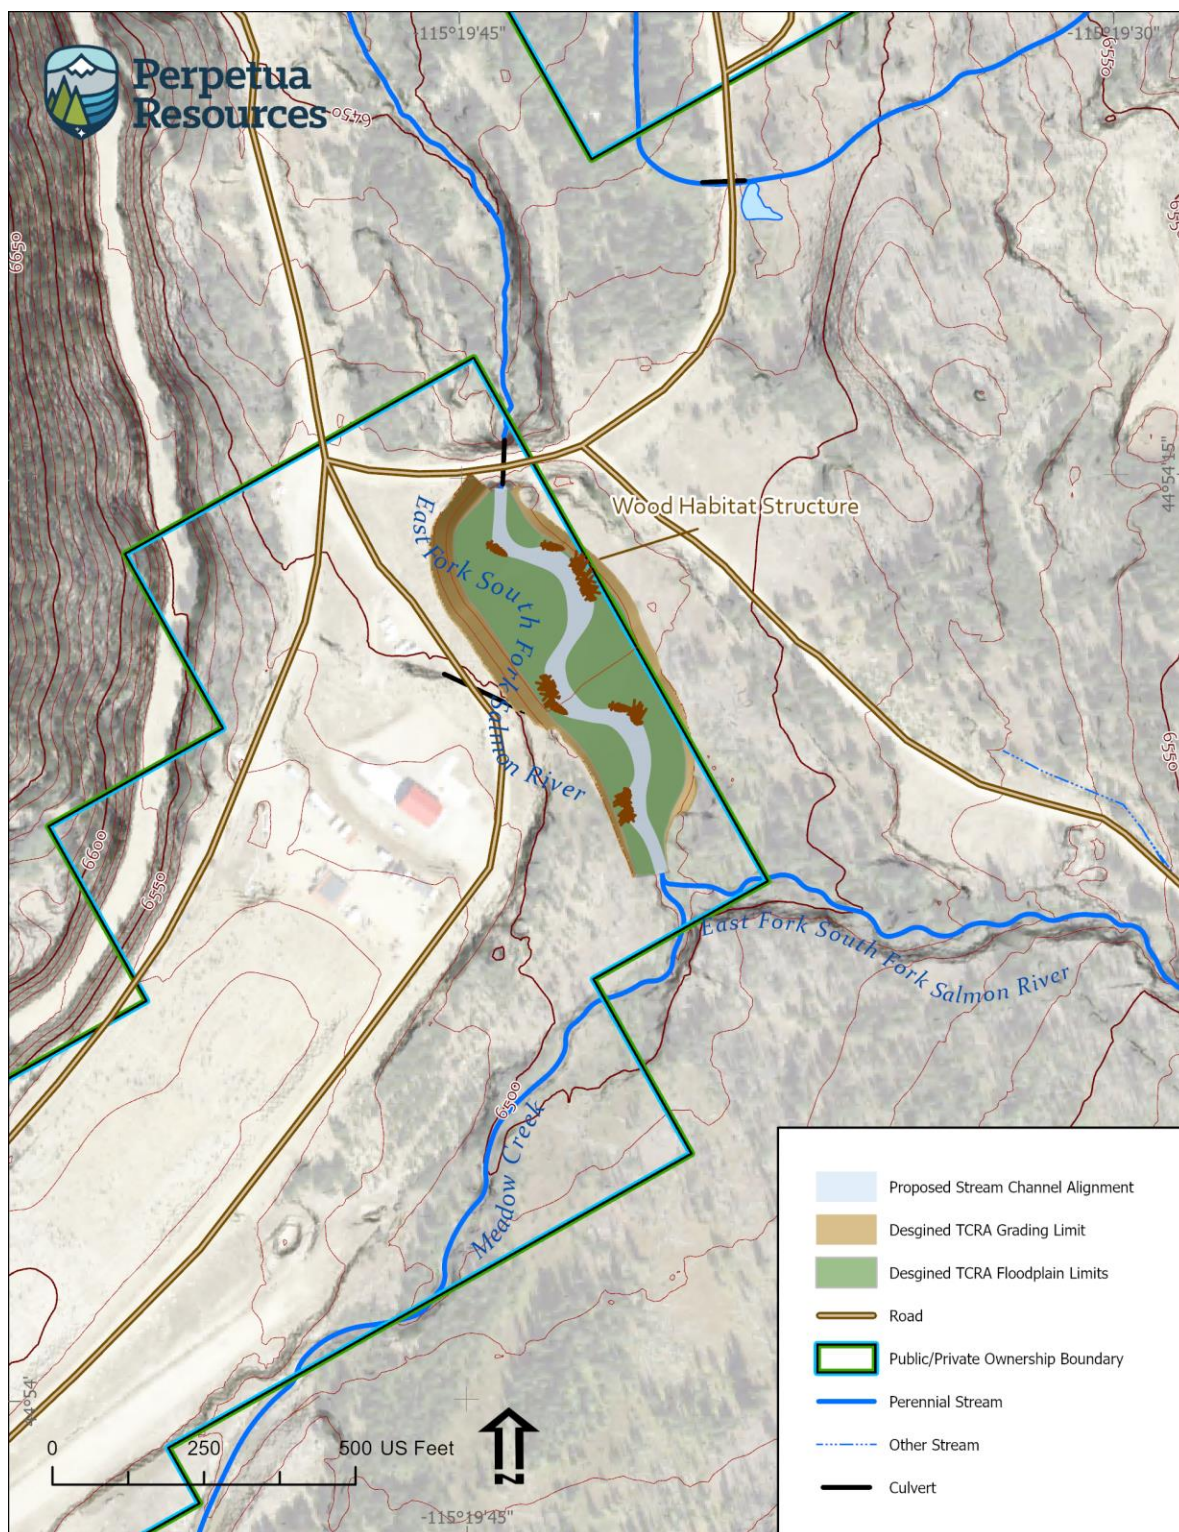 -115°19'45"
-115°19'30"
Perpetua
Resources
6450
6550
6550
6650
44°54'15"
Wood Habitat Structure
East Fork South Fork Salmon River
6550
6600
6550
East Fork South Fork Salmon River
6500
Meadow Creek
Proposed Stream Channel Alignment
Desgined TCRA Grading Limit
Desgined TCRA Floodplain Limits
Road
Public/Private Ownership Boundary
Perennial Stream
Other Stream
Culvert
44°54'
0 250 500 US Feet
N
-115°19'45"